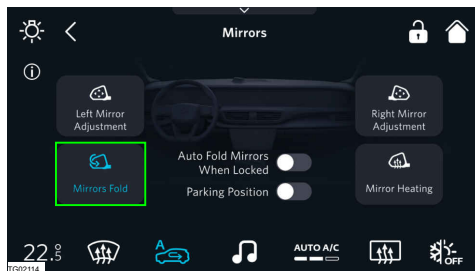 Mirrors
Left Mirror
Adjustment
Right Mirror
Adjustment
Mirrors Fold
Auto Fold Mirrors
When Locked
Parking Position
Mirror Heating
22.5
A
AUTO A/C
OFF
TG02114